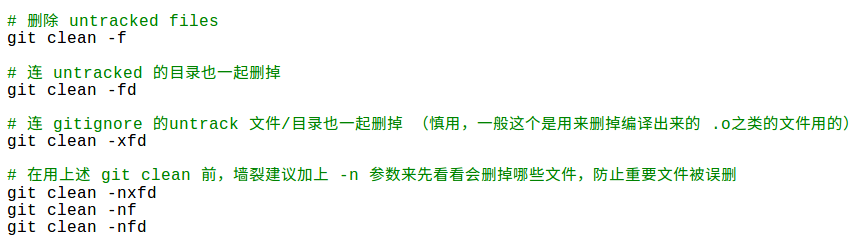 # 删除 untracked files
git clean -f
# 连 untracked 的目录也一起删掉
git clean -fd
# 连 gitignore 的untrack 文件/目录也一起删掉 （慎用，一般这个是用来删掉编译出来的 .o之类的文件用的）
git clean -xfd
# 在用上述 git clean 前，墙裂建议加上 -n 参数来先看看会删掉哪些文件，防止重要文件被误删
git clean -nxfd
git clean -nf
git clean -nfd